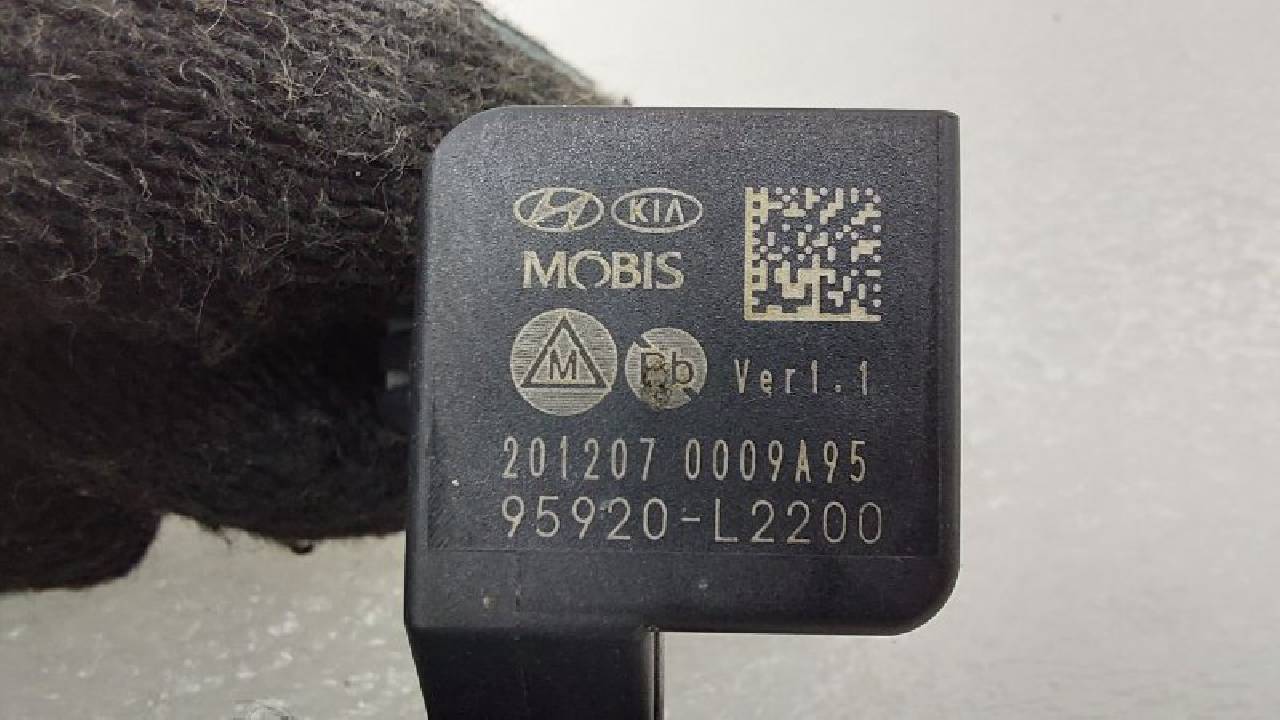 KIA
MOBIS
M Pb Ver1.1
201207 0009A95
95920-L2200